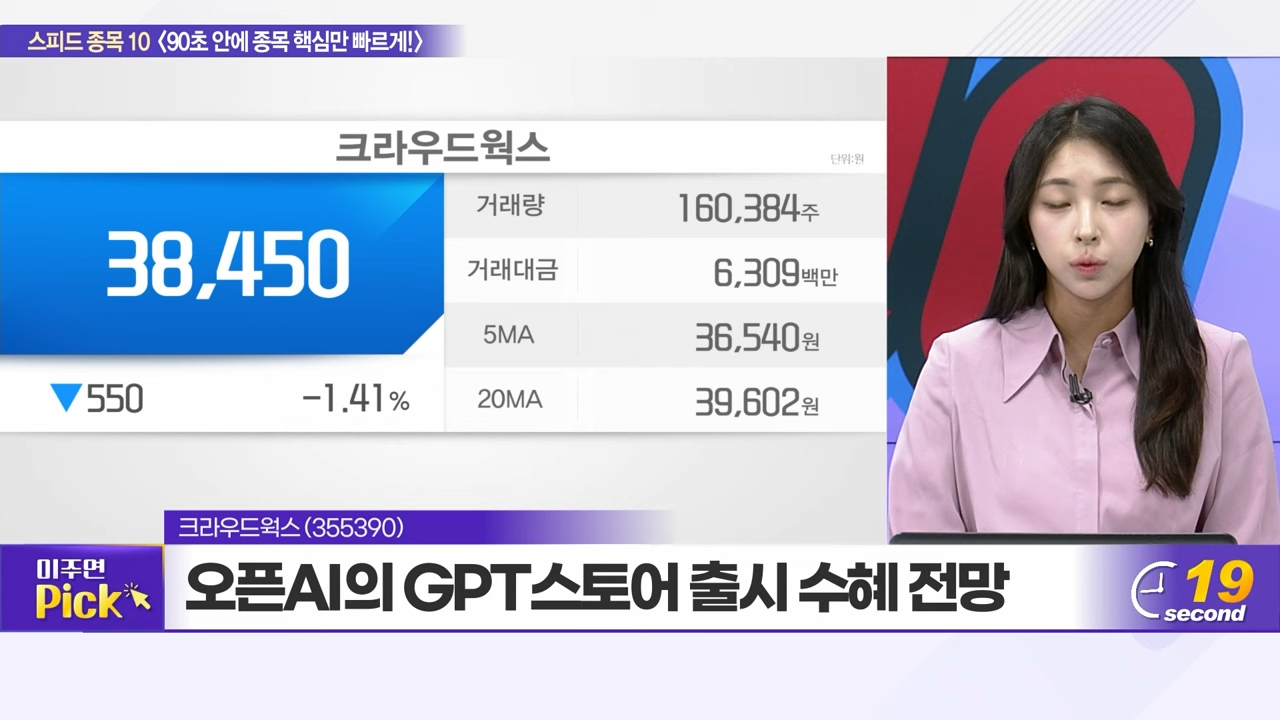 스피드 종목 10 〈90초 안에 종목 핵심만 빠르게!〉
크라우드웍스
단위:원
38,450
▼550 -1.41%
거래량 160,384주
거래대금 6,309백만
5MA 36,540원
20MA 39,602원
크라우드웍스 (355390)
미주면
Pick
오픈AI의 GPT스토어 출시 수혜 전망
19
second